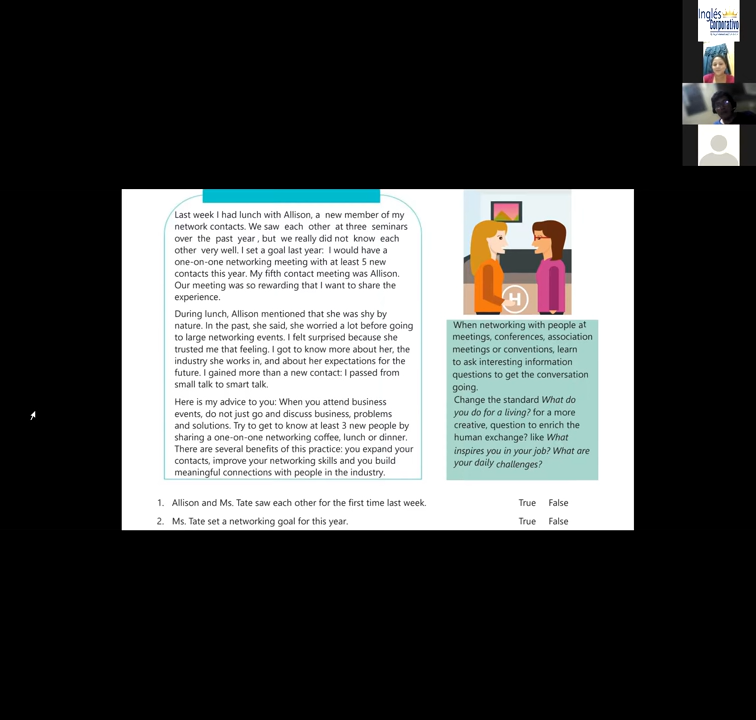 Inglés
Corporativo
Last week I had lunch with Allison, a new member of my
network contacts. We saw each other at three seminars
over the past year, but we really did not know each
other very well. I set a goal last year: I would have a
one-on-one networking meeting with at least 5 new
contacts this year. My fifth contact meeting was Allison.
Our meeting was so rewarding that I want to share the
experience.
During lunch, Allison mentioned that she was shy by
nature. In the past, she said, she worried a lot before going
to large networking events. I felt surprised because she
trusted me that feeling. I got to know more about her, the
industry she works in, and about her expectations for the
future. I gained more than a new contact: I passed from
small talk to smart talk.
Here is my advice to you: When you attend business
events, do not just go and discuss business, problems
and solutions. Try to get to know at least 3 new people by
sharing a one-on-one networking coffee, lunch or dinner.
There are several benefits of this practice: you expand your
contacts, improve your networking skills and you build
meaningful connections with people in the industry.
H
When networking with people at
meetings, conferences, association
meetings or conventions, learn
to ask interesting information
questions to get the conversation
going.
Change the standard What do
you do for a living? for a more
creative, question to enrich the
human exchange? like What
inspires you in your job? What are
your daily challenges?
1. Allison and Ms. Tate saw each other for the first time last week. True False
2. Ms. Tate set a networking goal for this year. True False